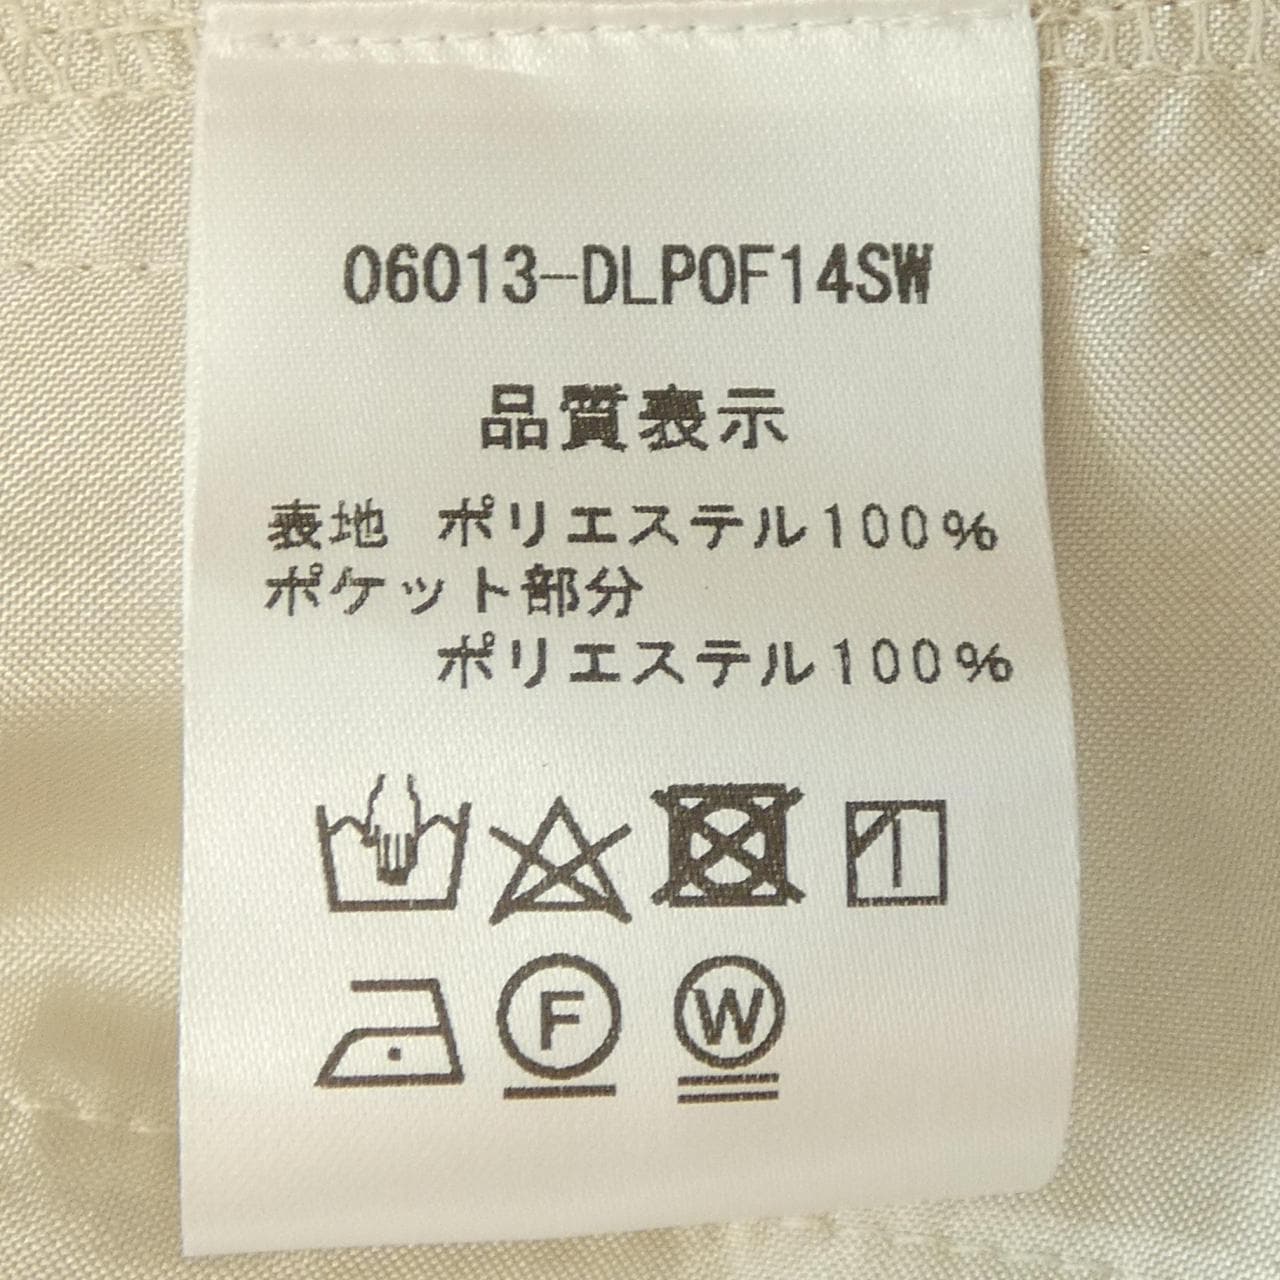 06013-DLP0F14SW
品質表示
表地 ポリエステル100%
ポケット部分
ポリエステル100%
F
W